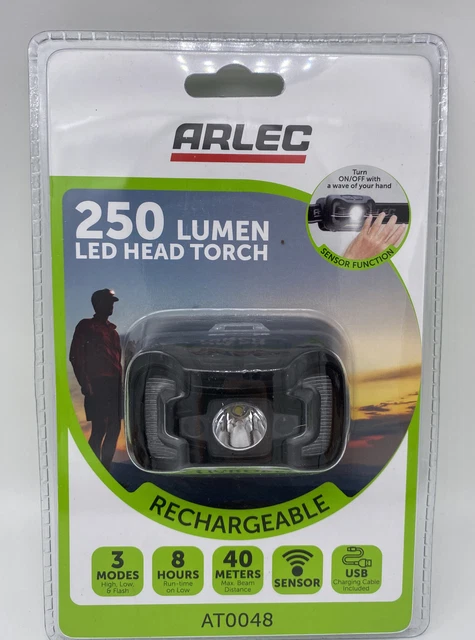 ARLEC
Turn
ON/OFF with
a wave of your hand
SENSOR FUNCTION
250 LUMEN
LED HEAD TORCH
RECHARGEABLE
3
MODES
High, Low,
& Flash
8
HOURS
Run-time
on Low
40
METERS
Max. Beam
Distance
SENSOR
USB
Charging Cable
Included
AT0048